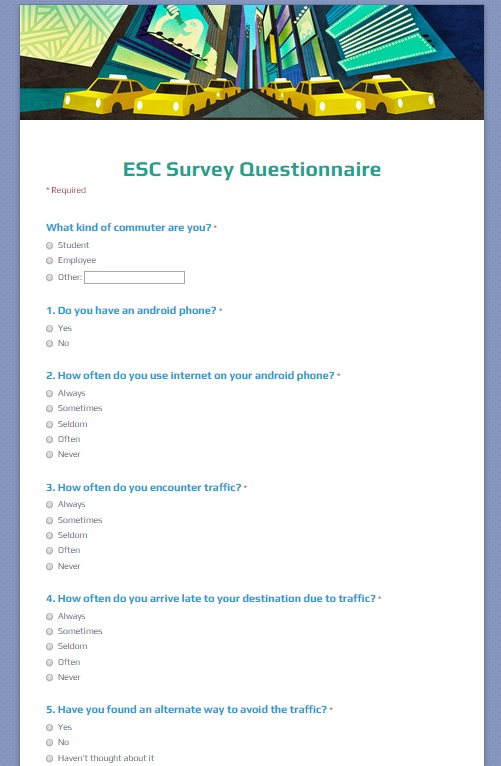 ESC Survey Questionnaire
* Required
What kind of commuter are you? *
Student
Employee
Other:
1. Do you have an android phone? *
Yes
No
2. How often do you use internet on your android phone? *
Always
Sometimes
Seldom
Often
Never
3. How often do you encounter traffic? *
Always
Sometimes
Seldom
Often
Never
4. How often do you arrive late to your destination due to traffic? *
Always
Sometimes
Seldom
Often
Never
5. Have you found an alternate way to avoid the traffic? *
Yes
No
Haven't thought about it